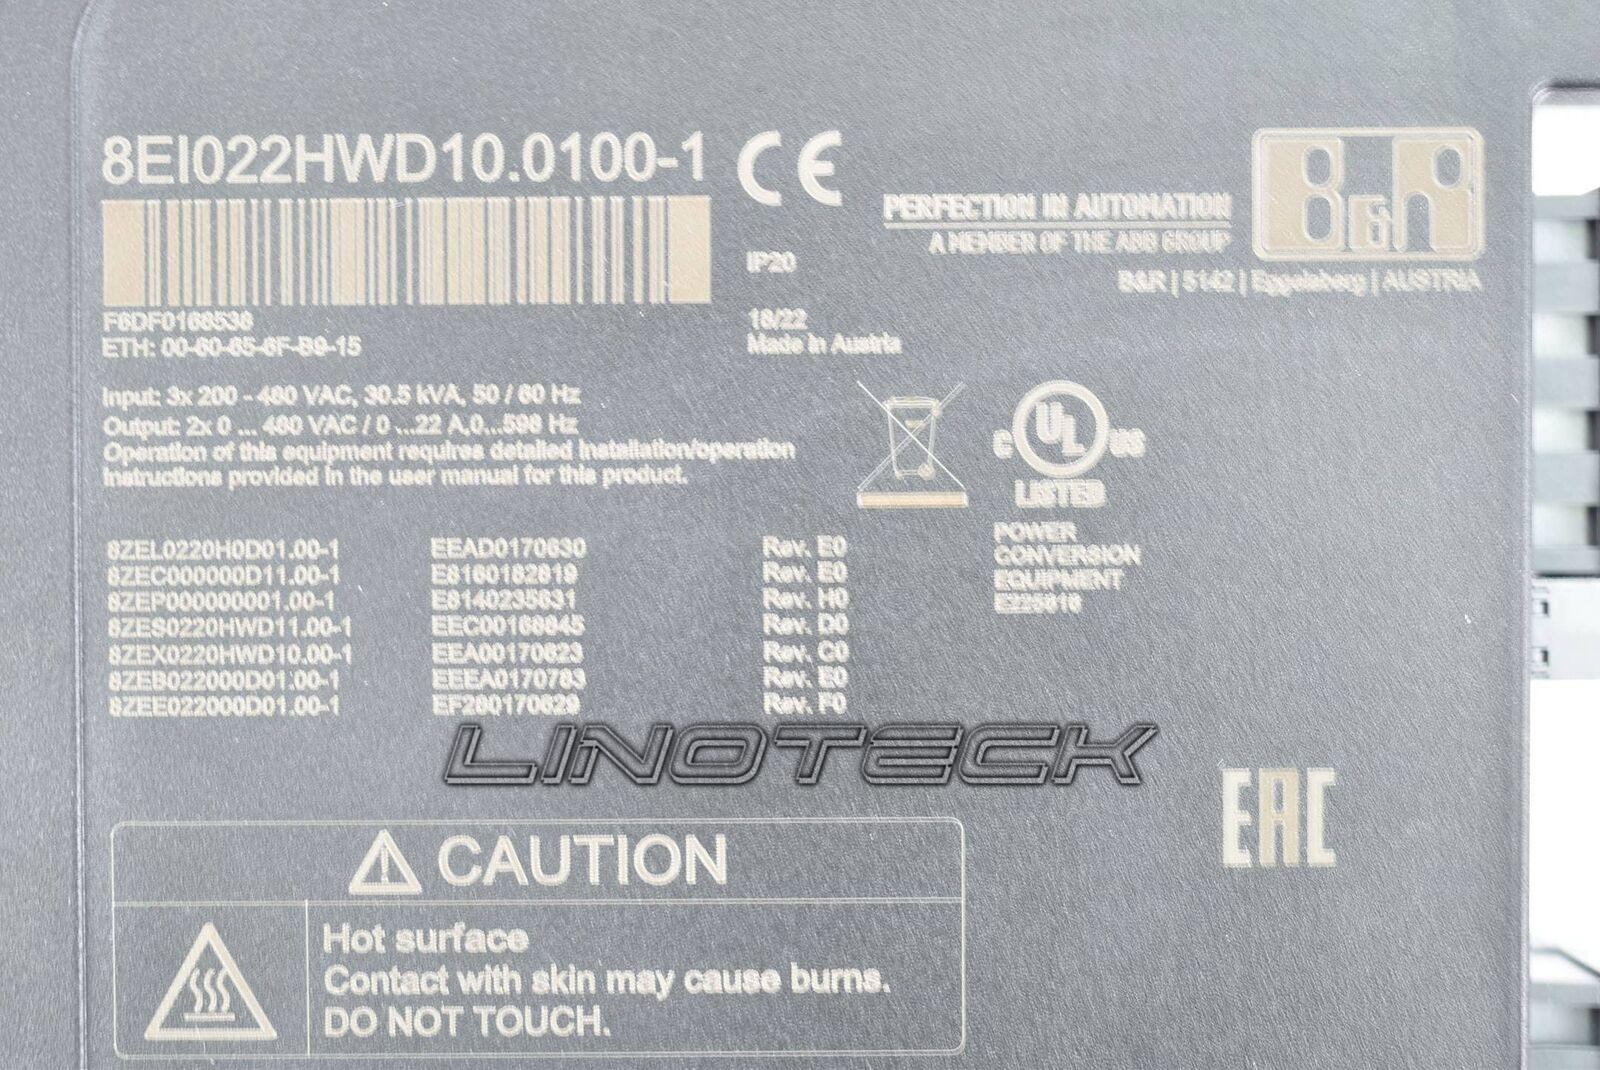 8EI022HWD10.0100-1 CE
PERFECTION IN AUTOMATION
A MEMBER OF THE ABB GROUP
B&R
B&R | 5142 | Eggelsberg | AUSTRIA
IP20
F6DF0168538
ETH: 00-60-65-6F-B9-15
18/22
Made in Austria
Input: 3x 200 - 480 VAC, 30.5 kVA, 50 / 60 Hz
Output: 2x 0 ... 480 VAC / 0 ...22 A,0...598 Hz
Operation of this equipment requires detailed installation/operation
instructions provided in the user manual for this product.
c UL us
LISTED
POWER
CONVERSION
EQUIPMENT
E225616
8ZEL0220H0D01.00-1 EEAD0170630 Rev. E0
8ZEC000000D11.00-1 E8160182819 Rev. E0
8ZEP000000001.00-1 E8140235631 Rev. H0
8ZES0220HWD11.00-1 EEC00168845 Rev. D0
8ZEX0220HWD10.00-1 EEA00170623 Rev. C0
8ZEB022000D01.00-1 EEEA0170783 Rev. E0
8ZEE022000D01.00-1 EF280170629 Rev. F0
LINOTECK
EAC
CAUTION
Hot surface
Contact with skin may cause burns.
DO NOT TOUCH.